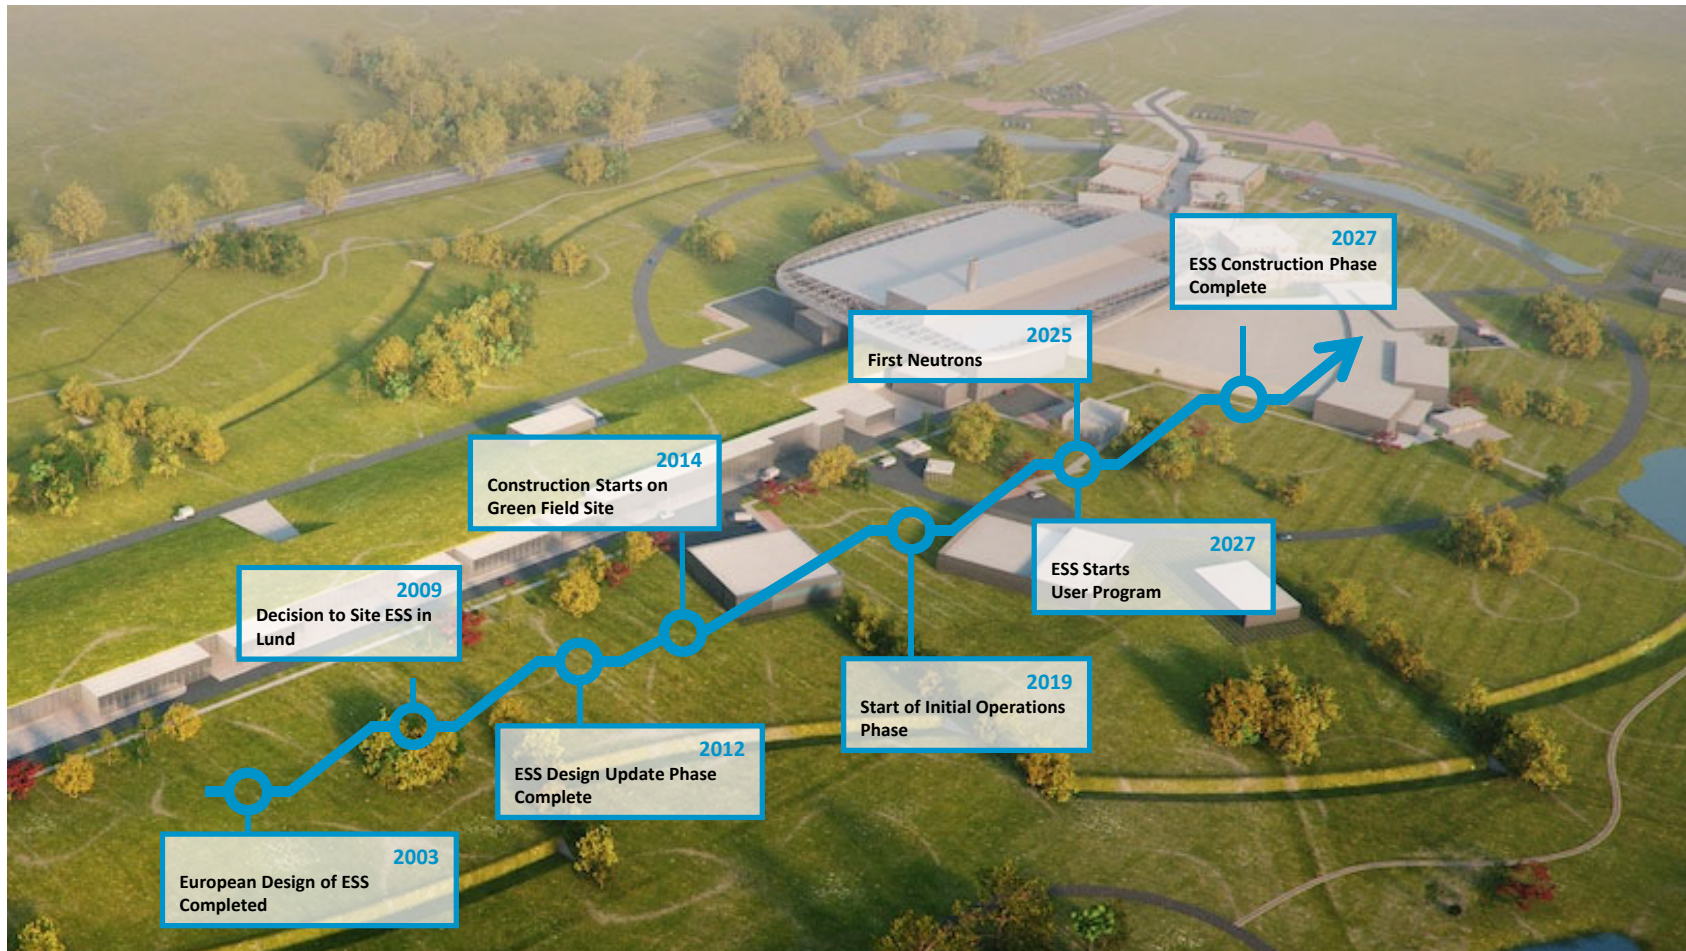 2027
ESS Construction Phase
Complete
2025
First Neutrons
2014
Construction Starts on
Green Field Site
2027
ESS Starts
User Program
2009
Decision to Site ESS in
Lund
2019
Start of Initial Operations
Phase
2012
ESS Design Update Phase
Complete
2003
European Design of ESS
Completed